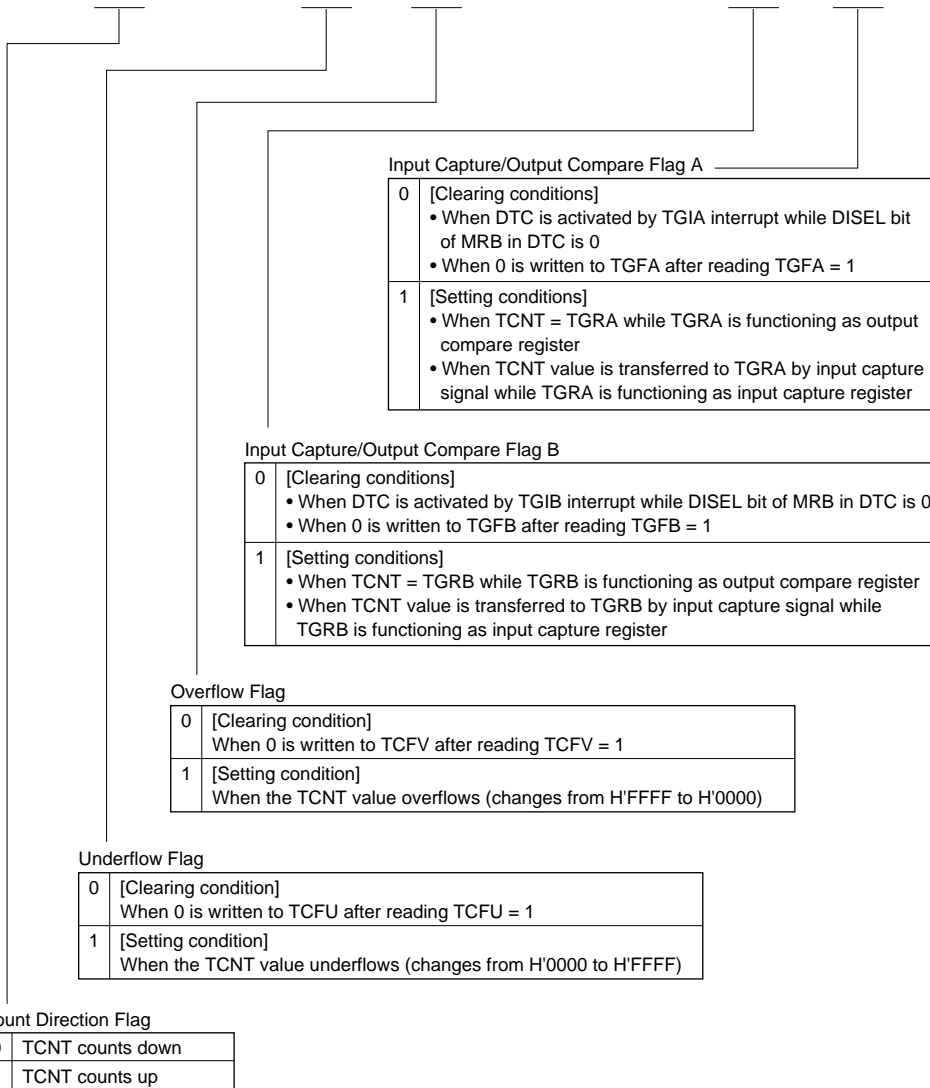 Input Capture/Output Compare Flag A
0 [Clearing conditions]
• When DTC is activated by TGIA interrupt while DISEL bit
of MRB in DTC is 0
• When 0 is written to TGFA after reading TGFA = 1
1 [Setting conditions]
• When TCNT = TGRA while TGRA is functioning as output
compare register
• When TCNT value is transferred to TGRA by input capture
signal while TGRA is functioning as input capture register
Input Capture/Output Compare Flag B
0 [Clearing conditions]
• When DTC is activated by TGIB interrupt while DISEL bit of MRB in DTC is 0
• When 0 is written to TGFB after reading TGFB = 1
1 [Setting conditions]
• When TCNT = TGRB while TGRB is functioning as output compare register
• When TCNT value is transferred to TGRB by input capture signal while
TGRB is functioning as input capture register
Overflow Flag
0 [Clearing condition]
When 0 is written to TCFV after reading TCFV = 1
1 [Setting condition]
When the TCNT value overflows (changes from H'FFFF to H'0000)
Underflow Flag
0 [Clearing condition]
When 0 is written to TCFU after reading TCFU = 1
1 [Setting condition]
When the TCNT value underflows (changes from H'0000 to H'FFFF)
Direction Flag
TCNT counts down
TCNT counts up